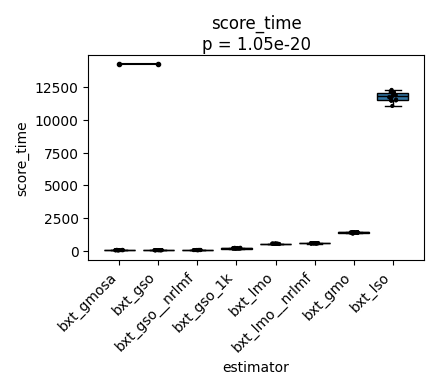 score_time
p = 1.05e-20
score_time
12500
10000
7500
5000
2500
0
bxt_gmosa
bxt_gso
bxt_gso__nrlmf
bxt_gso_1k
bxt_lmo
bxt_lmo__nrlmf
bxt_gmo
bxt_lso
estimator